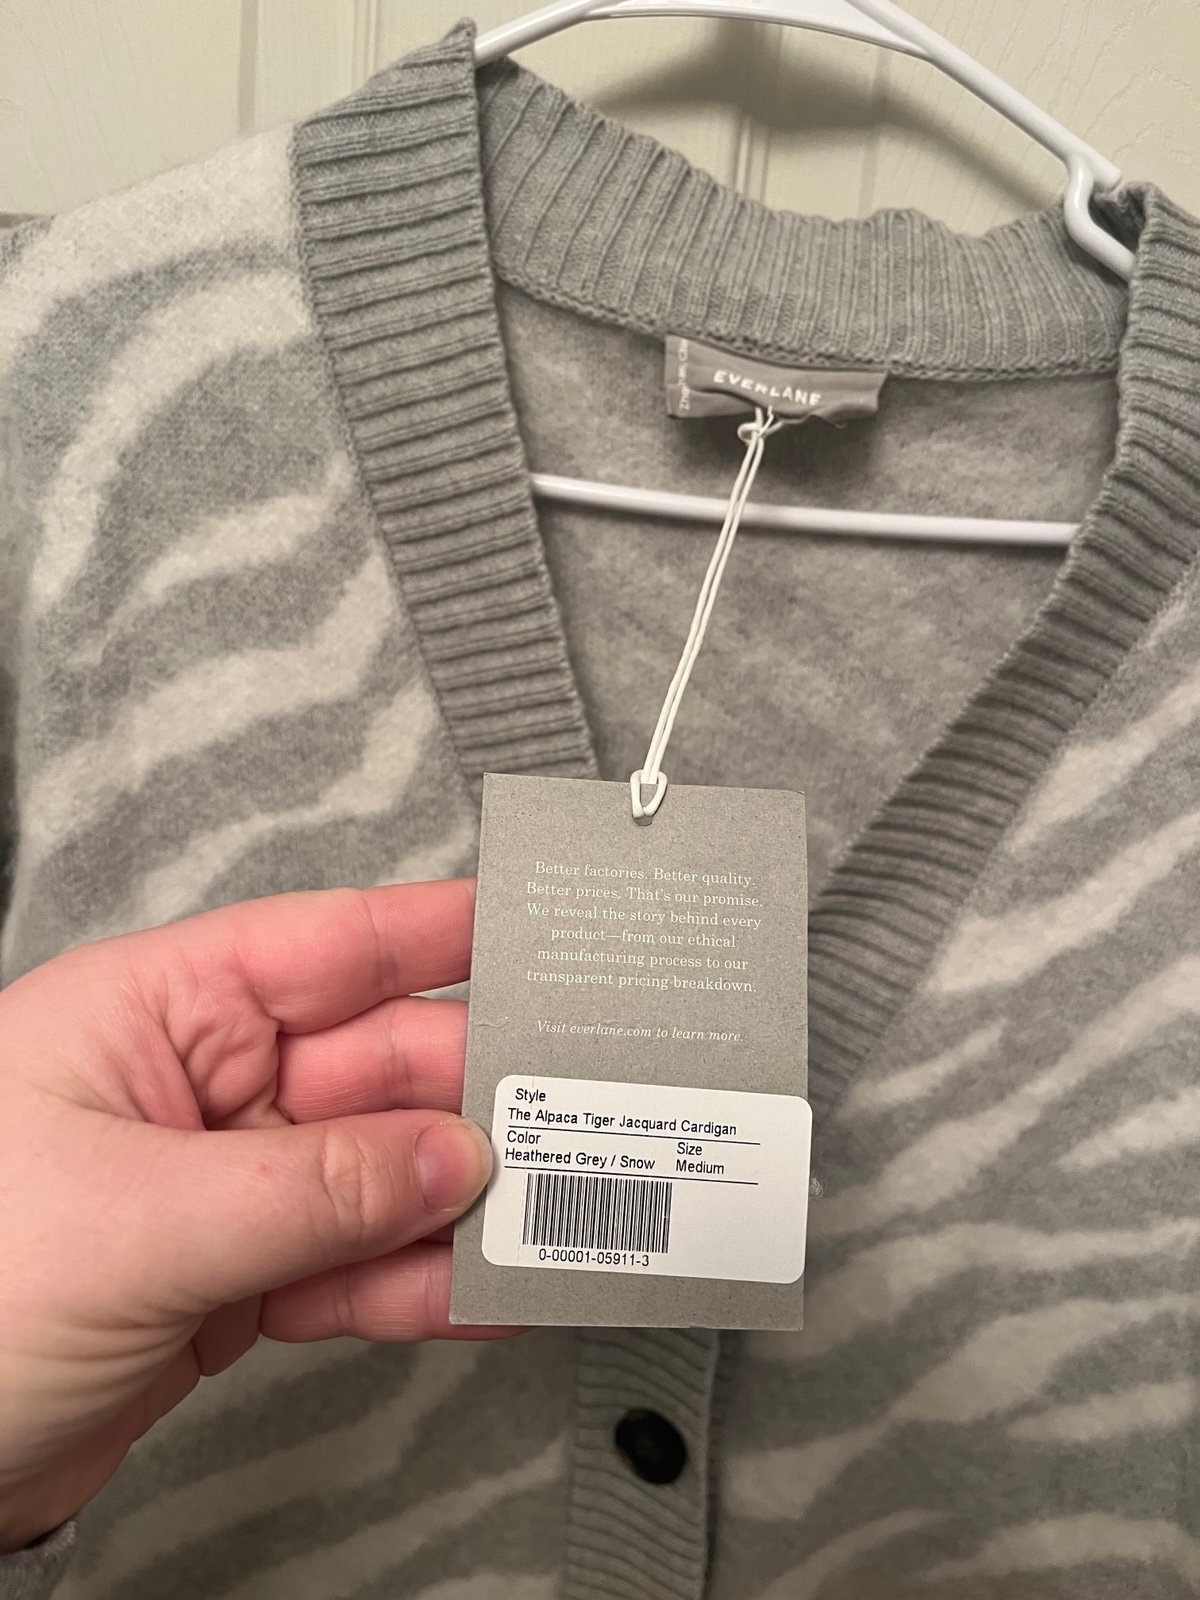 EVERLANE
Better factories. Better quality.
Better prices. That's our promise.
We reveal the story behind every
product—from our ethical
manufacturing process to our
transparent pricing breakdown.
Visit everlane.com to learn more.
Style
The Alpaca Tiger Jacquard Cardigan
Color Size
Heathered Grey / Snow Medium
0-00001-05911-3